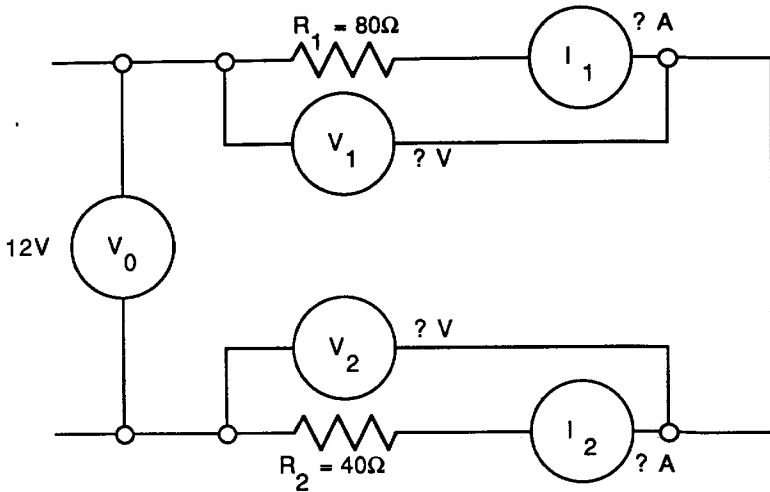 R1 = 80Ω
? A
I1
V1
? V
12V
V0
V2
? V
I2
R2 = 40Ω
? A